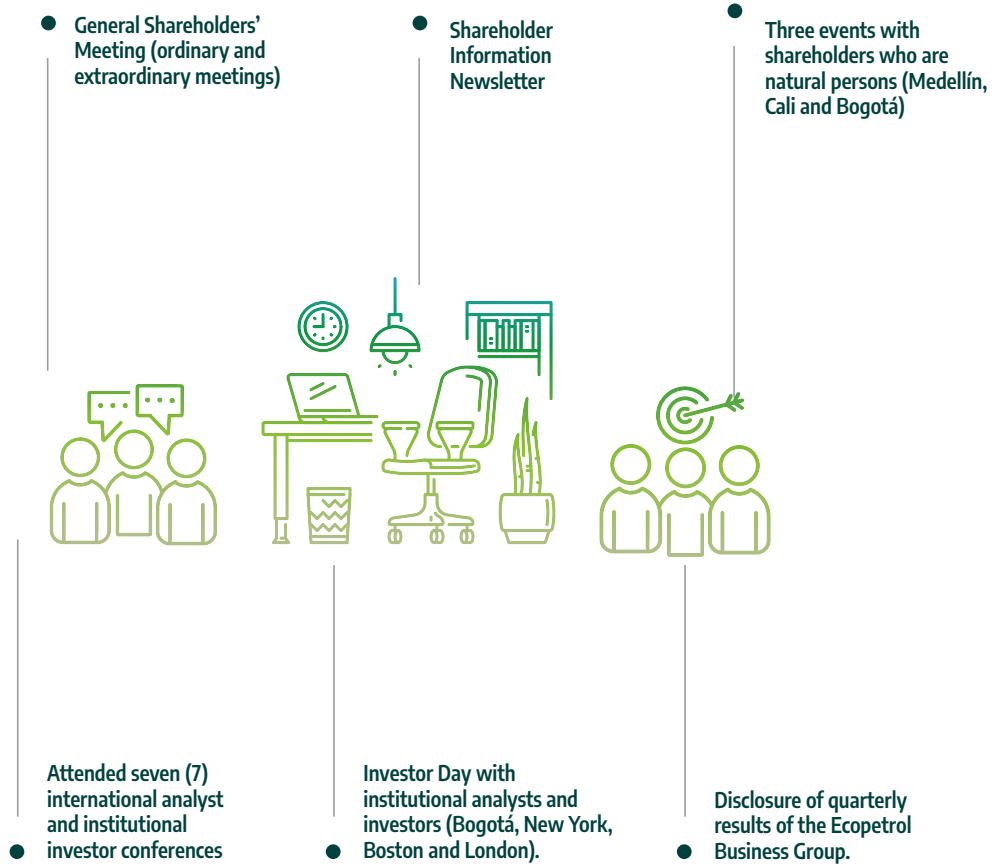 General Shareholders’
Meeting (ordinary and
extraordinary meetings)
Shareholder
Information
Newsletter
Three events with
shareholders who are
natural persons (Medellín,
Cali and Bogotá)
Attended seven (7)
international analyst
and institutional
investor conferences
Investor Day with
institutional analysts and
investors (Bogotá, New York,
Boston and London).
Disclosure of quarterly
results of the Ecopetrol
Business Group.